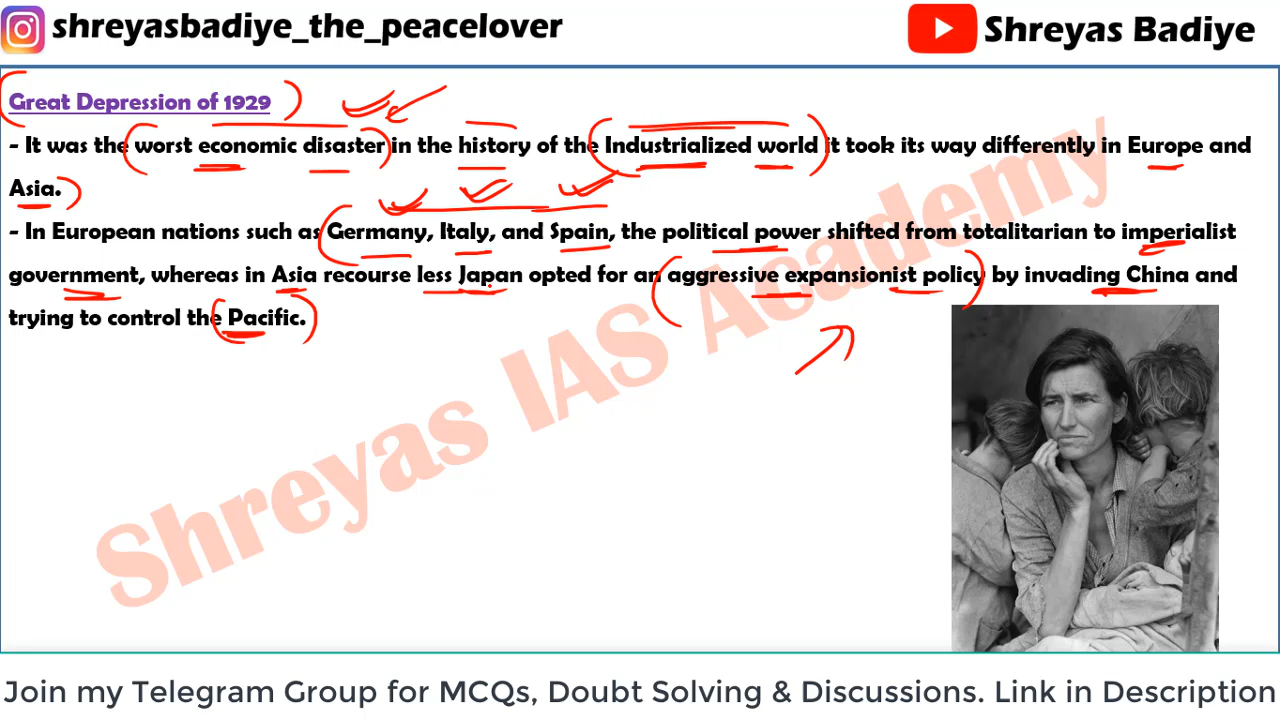 shreyasbadiye_the_peacelover
Shreyas Badiye
Great Depression of 1929
- It was the worst economic disaster in the history of the Industrialized world it took its way differently in Europe and
Asia.
- In European nations such as Germany, Italy, and Spain, the political power shifted from totalitarian to imperialist
government, whereas in Asia recourse less Japan opted for an aggressive expansionist policy by invading China and
trying to control the Pacific.
Shreyas IAS Academy
Join my Telegram Group for MCQs, Doubt Solving & Discussions. Link in Description